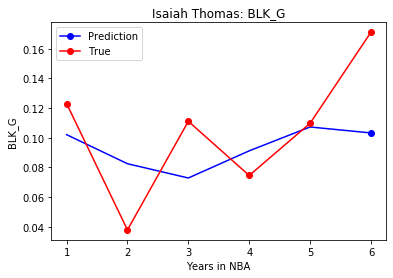 Isaiah Thomas: BLK_G
Prediction
True
0.16
0.14
0.12
0.10
0.08
0.06
0.04
BLK_G
1 2 3 4 5 6
Years in NBA